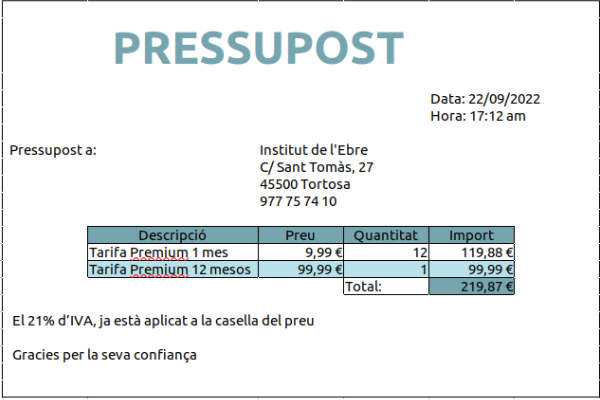 PRESSUPOST
Data: 22/09/2022
Hora: 17:12 am
Pressupost a: Institut de l'Ebre
C/ Sant Tomàs, 27
45500 Tortosa
977 75 74 10
Descripció Preu Quantitat Import
Tarifa Premium 1 mes 9,99 € 12 119,88 €
Tarifa Premium 12 mesos 99,99 € 1 99,99 €
Total: 219,87 €
El 21% d'IVA, ja està aplicat a la casella del preu
Gracies per la seva confiança